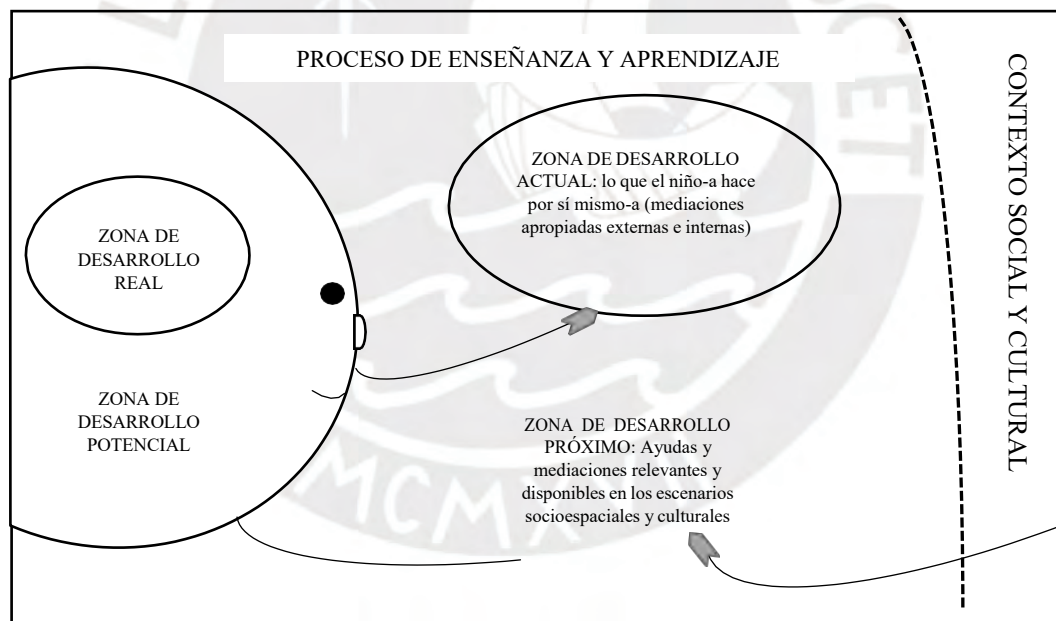 PROCESO DE ENSEÑANZA Y APRENDIZAJE
ZONA DE
DESARROLLO
REAL
ZONA DE
DESARROLLO
POTENCIAL
ZONA DE DESARROLLO
ACTUAL: lo que el niño-a hace
por sí mismo-a (mediaciones
apropiadas externas e internas)
ZONA DE DESARROLLO
PRÓXIMO: Ayudas y
mediaciones relevantes y
disponibles en los escenarios
socioespaciales y culturales
CONTEXTO SOCIAL Y CULTURAL